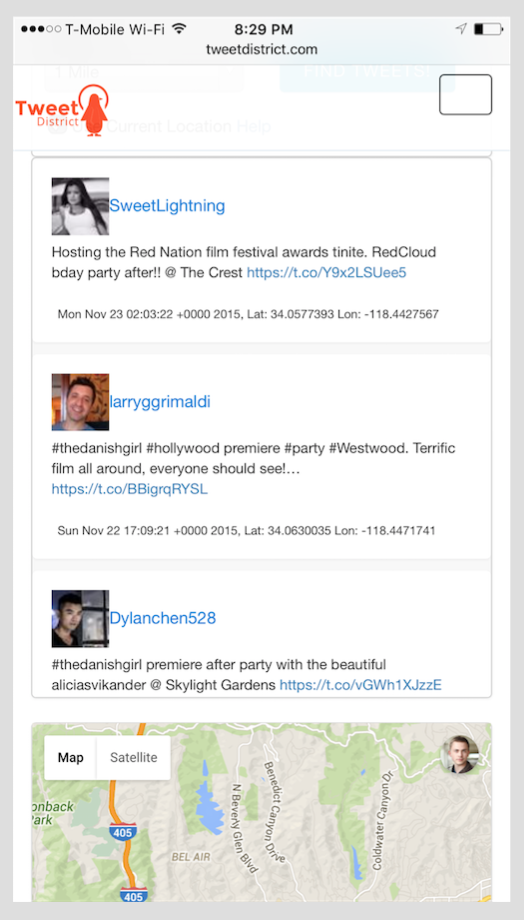 T-Mobile Wi-Fi 8:29 PM
tweetdistrict.com
1 Mile FIND TWEETS!
Tweet
District
Current Location Help
SweetLightning
Hosting the Red Nation film festival awards tinite. RedCloud
bday party after!! @ The Crest https://t.co/Y9x2LSUee5
Mon Nov 23 02:03:22 +0000 2015, Lat: 34.0577393 Lon: -118.4427567
larryggrimaldi
#thedanishgirl #hollywood premiere #party #Westwood. Terrific
film all around, everyone should see!…
https://t.co/BBigrqRYSL
Sun Nov 22 17:09:21 +0000 2015, Lat: 34.0630035 Lon: -118.4471741
Dylanchen528
#thedanishgirl premiere after party with the beautiful
aliciasvikander @ Skylight Gardens https://t.co/vGWh1XJzzE
Map Satellite
onback
Park
405
BEL AIR
N Beverly Glen Blvd
Benedict Canyon Dr
Coldwater Canyon Dr
405